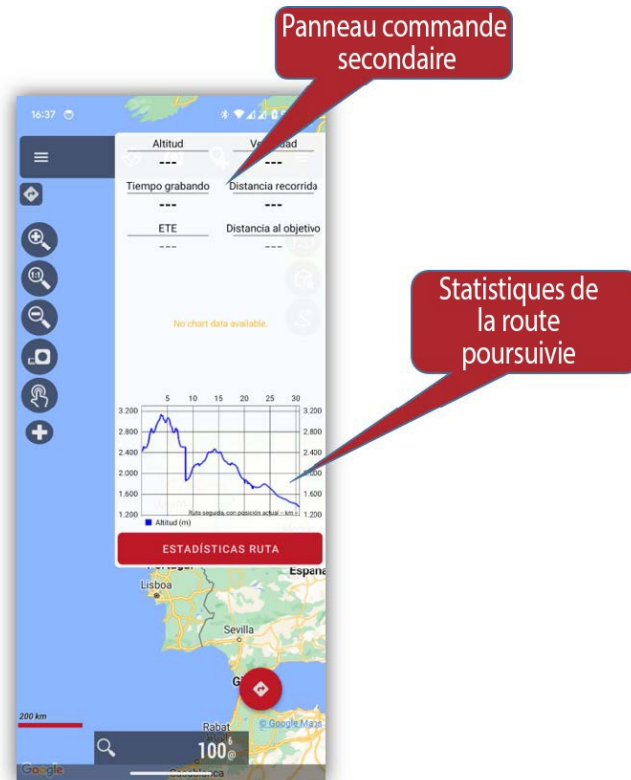 Panneau commande
secondaire
16:37
Altitud
---
Tiempo grabando
Distancia recorrida
---
---
ETE
Distancia al objetivo
---
---
No chart data available.
Statistiques de
la route
poursuivie
5 10 15 20 25 30
3.200 3.200
2.800 2.800
2.400 2.400
2.000 2.000
1.600 1.600
1.200 1.200
Ruta seguida, con posición actual - km
Altitud (m)
ESTADÍSTICAS RUTA
Lisboa
España
Sevilla
200 km
Rabat
© Google Maps
100
Google
Casablanca